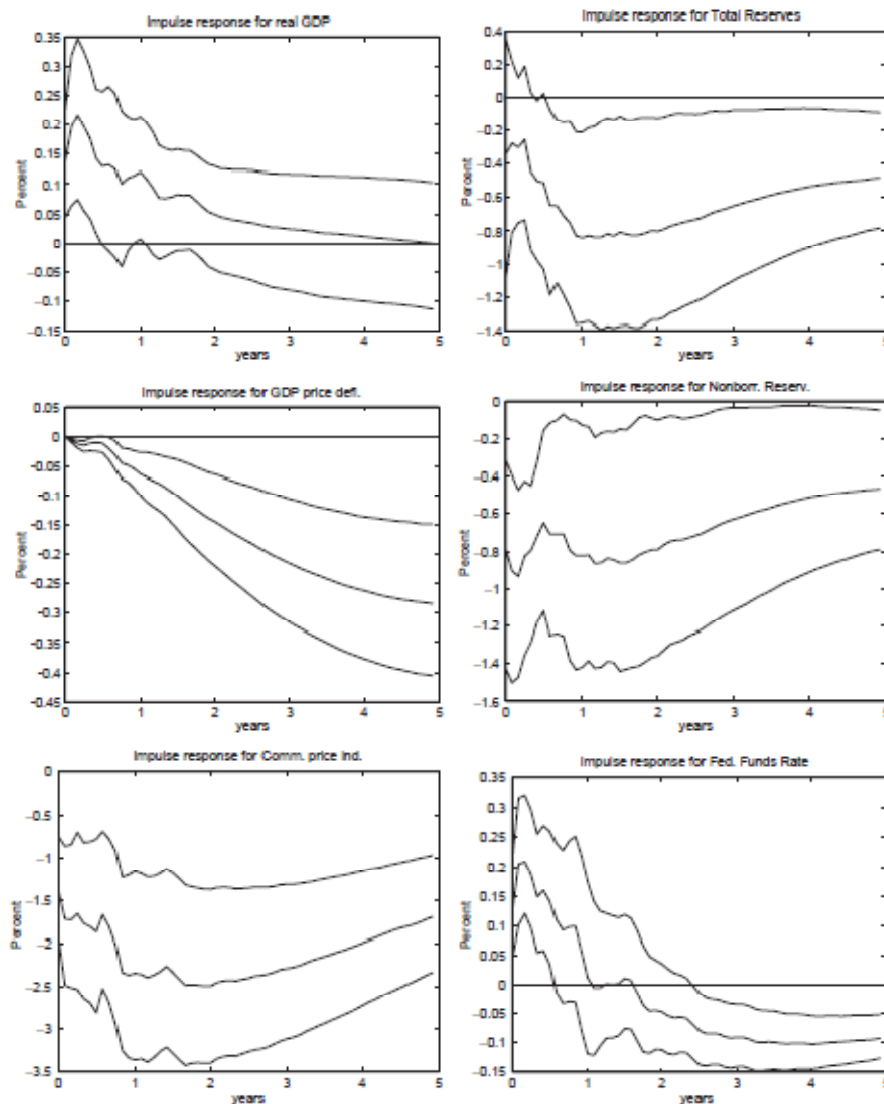 Impulse response for real GDP
0.35
0.3
0.25
0.2
0.15
0.1
0.05
0
−0.05
−0.1
−0.15
Percent
0 1 2 3 4 5
years
Impulse response for Total Reserves
0.4
0.2
0
−0.2
−0.4
−0.6
−0.8
−1
−1.2
−1.4
Percent
0 1 2 3 4 5
years
Impulse response for GDP price defl.
0.05
0
-0.05
-0.1
-0.15
-0.2
-0.25
-0.3
-0.35
-0.4
-0.45
Percent
0 1 2 3 4 5
years
Impulse response for Nonborr. Reserv.
0
−0.2
−0.4
−0.6
−0.8
−1
−1.2
−1.4
−1.6
Percent
0 1 2 3 4 5
years
Impulse response for Comm. price ind.
0
−0.5
−1
−1.5
−2
−2.5
−3
−3.5
Percent
0 1 2 3 4 5
years
Impulse response for Fed. Funds Rate
0.35
0.3
0.25
0.2
0.15
0.1
0.05
0
−0.05
−0.1
−0.15
Percent
0 1 2 3 4 5
years